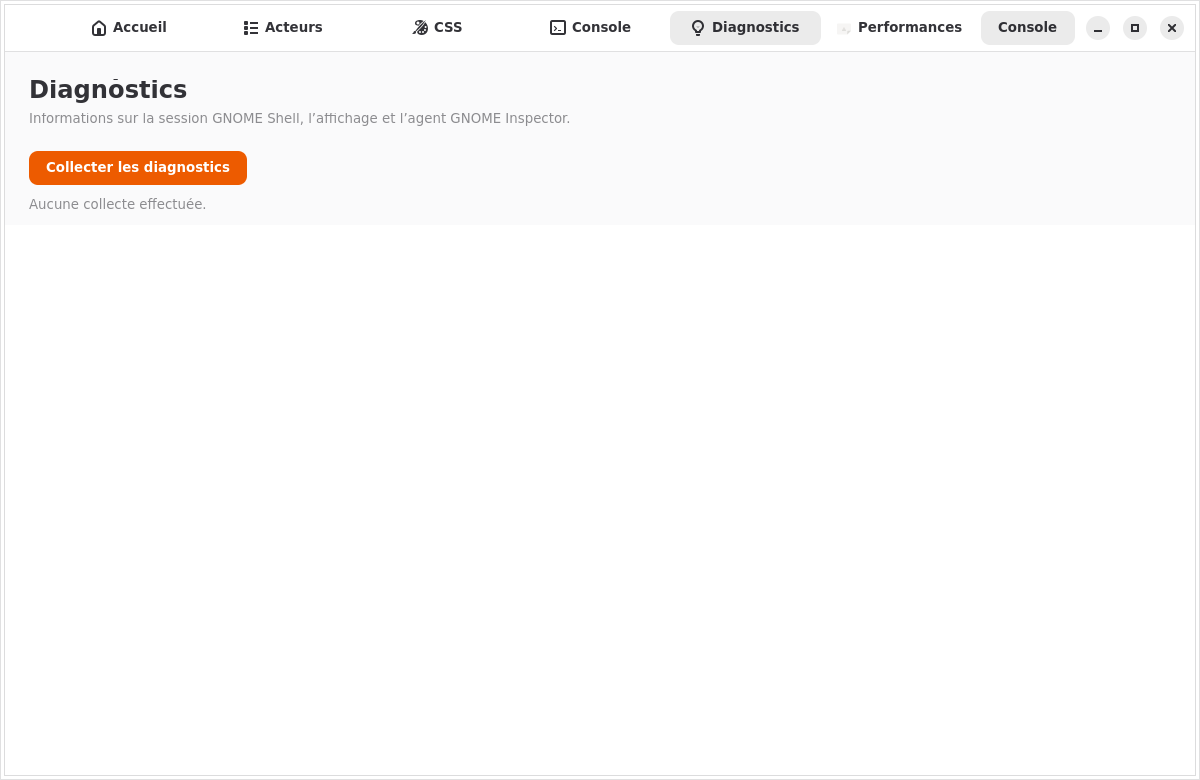 Accueil
Acteurs
CSS
Console
Diagnostics
Performances
Console
Diagnostics
Informations sur la session GNOME Shell, l’affichage et l’agent GNOME Inspector.
Collecter les diagnostics
Aucune collecte effectuée.